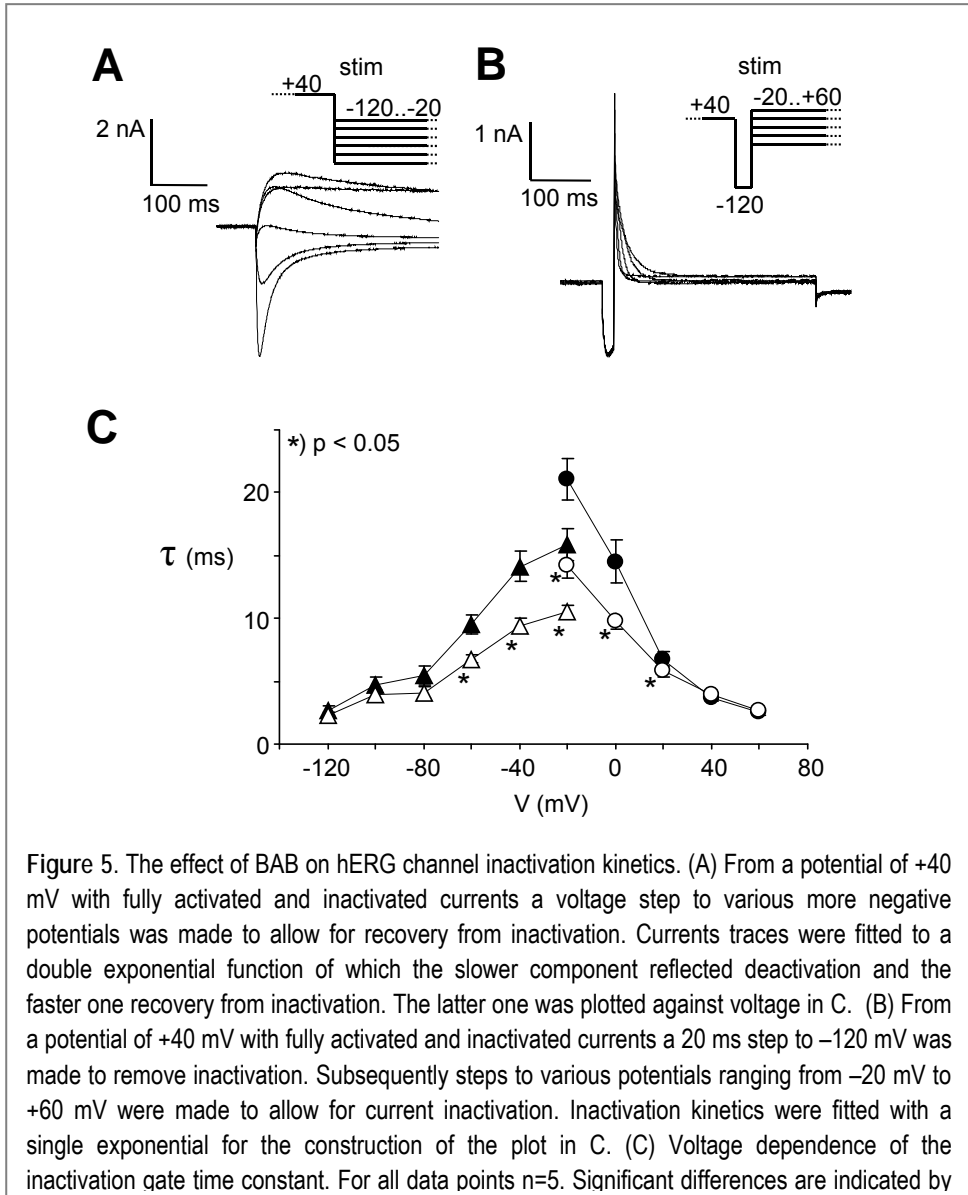 A
stim
+40
-120..-20
2 nA
100 ms
B
stim
+40
-20..+60
-120
1 nA
100 ms
C
*) p < 0.05
20
10
0
τ (ms)
*
*
*
*
*
*
-120
-80
-40
0
40
80
V (mV)
Figure 5. The effect of BAB on hERG channel inactivation kinetics. (A) From a potential of +40
mV with fully activated and inactivated currents a voltage step to various more negative
potentials was made to allow for recovery from inactivation. Currents traces were fitted to a
double exponential function of which the slower component reflected deactivation and the
faster one recovery from inactivation. The latter one was plotted against voltage in C. (B) From
a potential of +40 mV with fully activated and inactivated currents a 20 ms step to –120 mV was
made to remove inactivation. Subsequently steps to various potentials ranging from –20 mV to
+60 mV were made to allow for current inactivation. Inactivation kinetics were fitted with a
single exponential for the construction of the plot in C. (C) Voltage dependence of the
inactivation gate time constant. For all data points n=5. Significant differences are indicated by